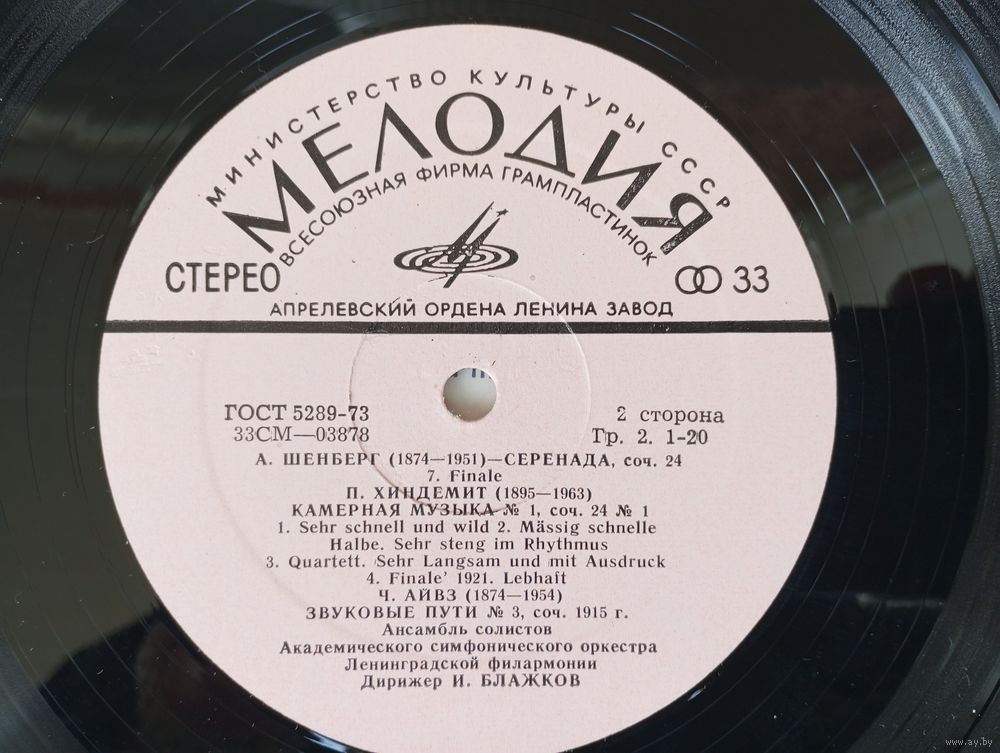 МИНИСТЕРСТВО КУЛЬТУРЫ СССР
МЕЛОДИЯ
ВСЕСОЮЗНАЯ ФИРМА ГРАМПЛАСТИНОК
СТЕРЕО
33
АПРЕЛЕВСКИЙ ОРДЕНА ЛЕНИНА ЗАВОД
ГОСТ 5289-73
2 сторона
33СМ—03878
Гр. 2. 1-20
А. ШЕНБЕРГ (1874—1951)—СЕРЕНАДА, соч. 24
7. Finale
П. ХИНДЕМИТ (1895—1963)
КАМЕРНАЯ МУЗЫКА № 1, соч. 24 № 1
1. Sehr schnell und wild 2. Mässig schnelle
Halbe. Sehr steng im Rhythmus
3. Quartett. Sehr Langsam und mit Ausdruck
4. Finale’ 1921. Lebhaft
Ч. АЙВЗ (1874—1954)
ЗВУКОВЫЕ ПУТИ № 3, соч. 1915 г.
Ансамбль солистов
Академического симфонического оркестра
Ленинградской филармонии
Дирижер И. БЛАЖКОВ
www.ay.by